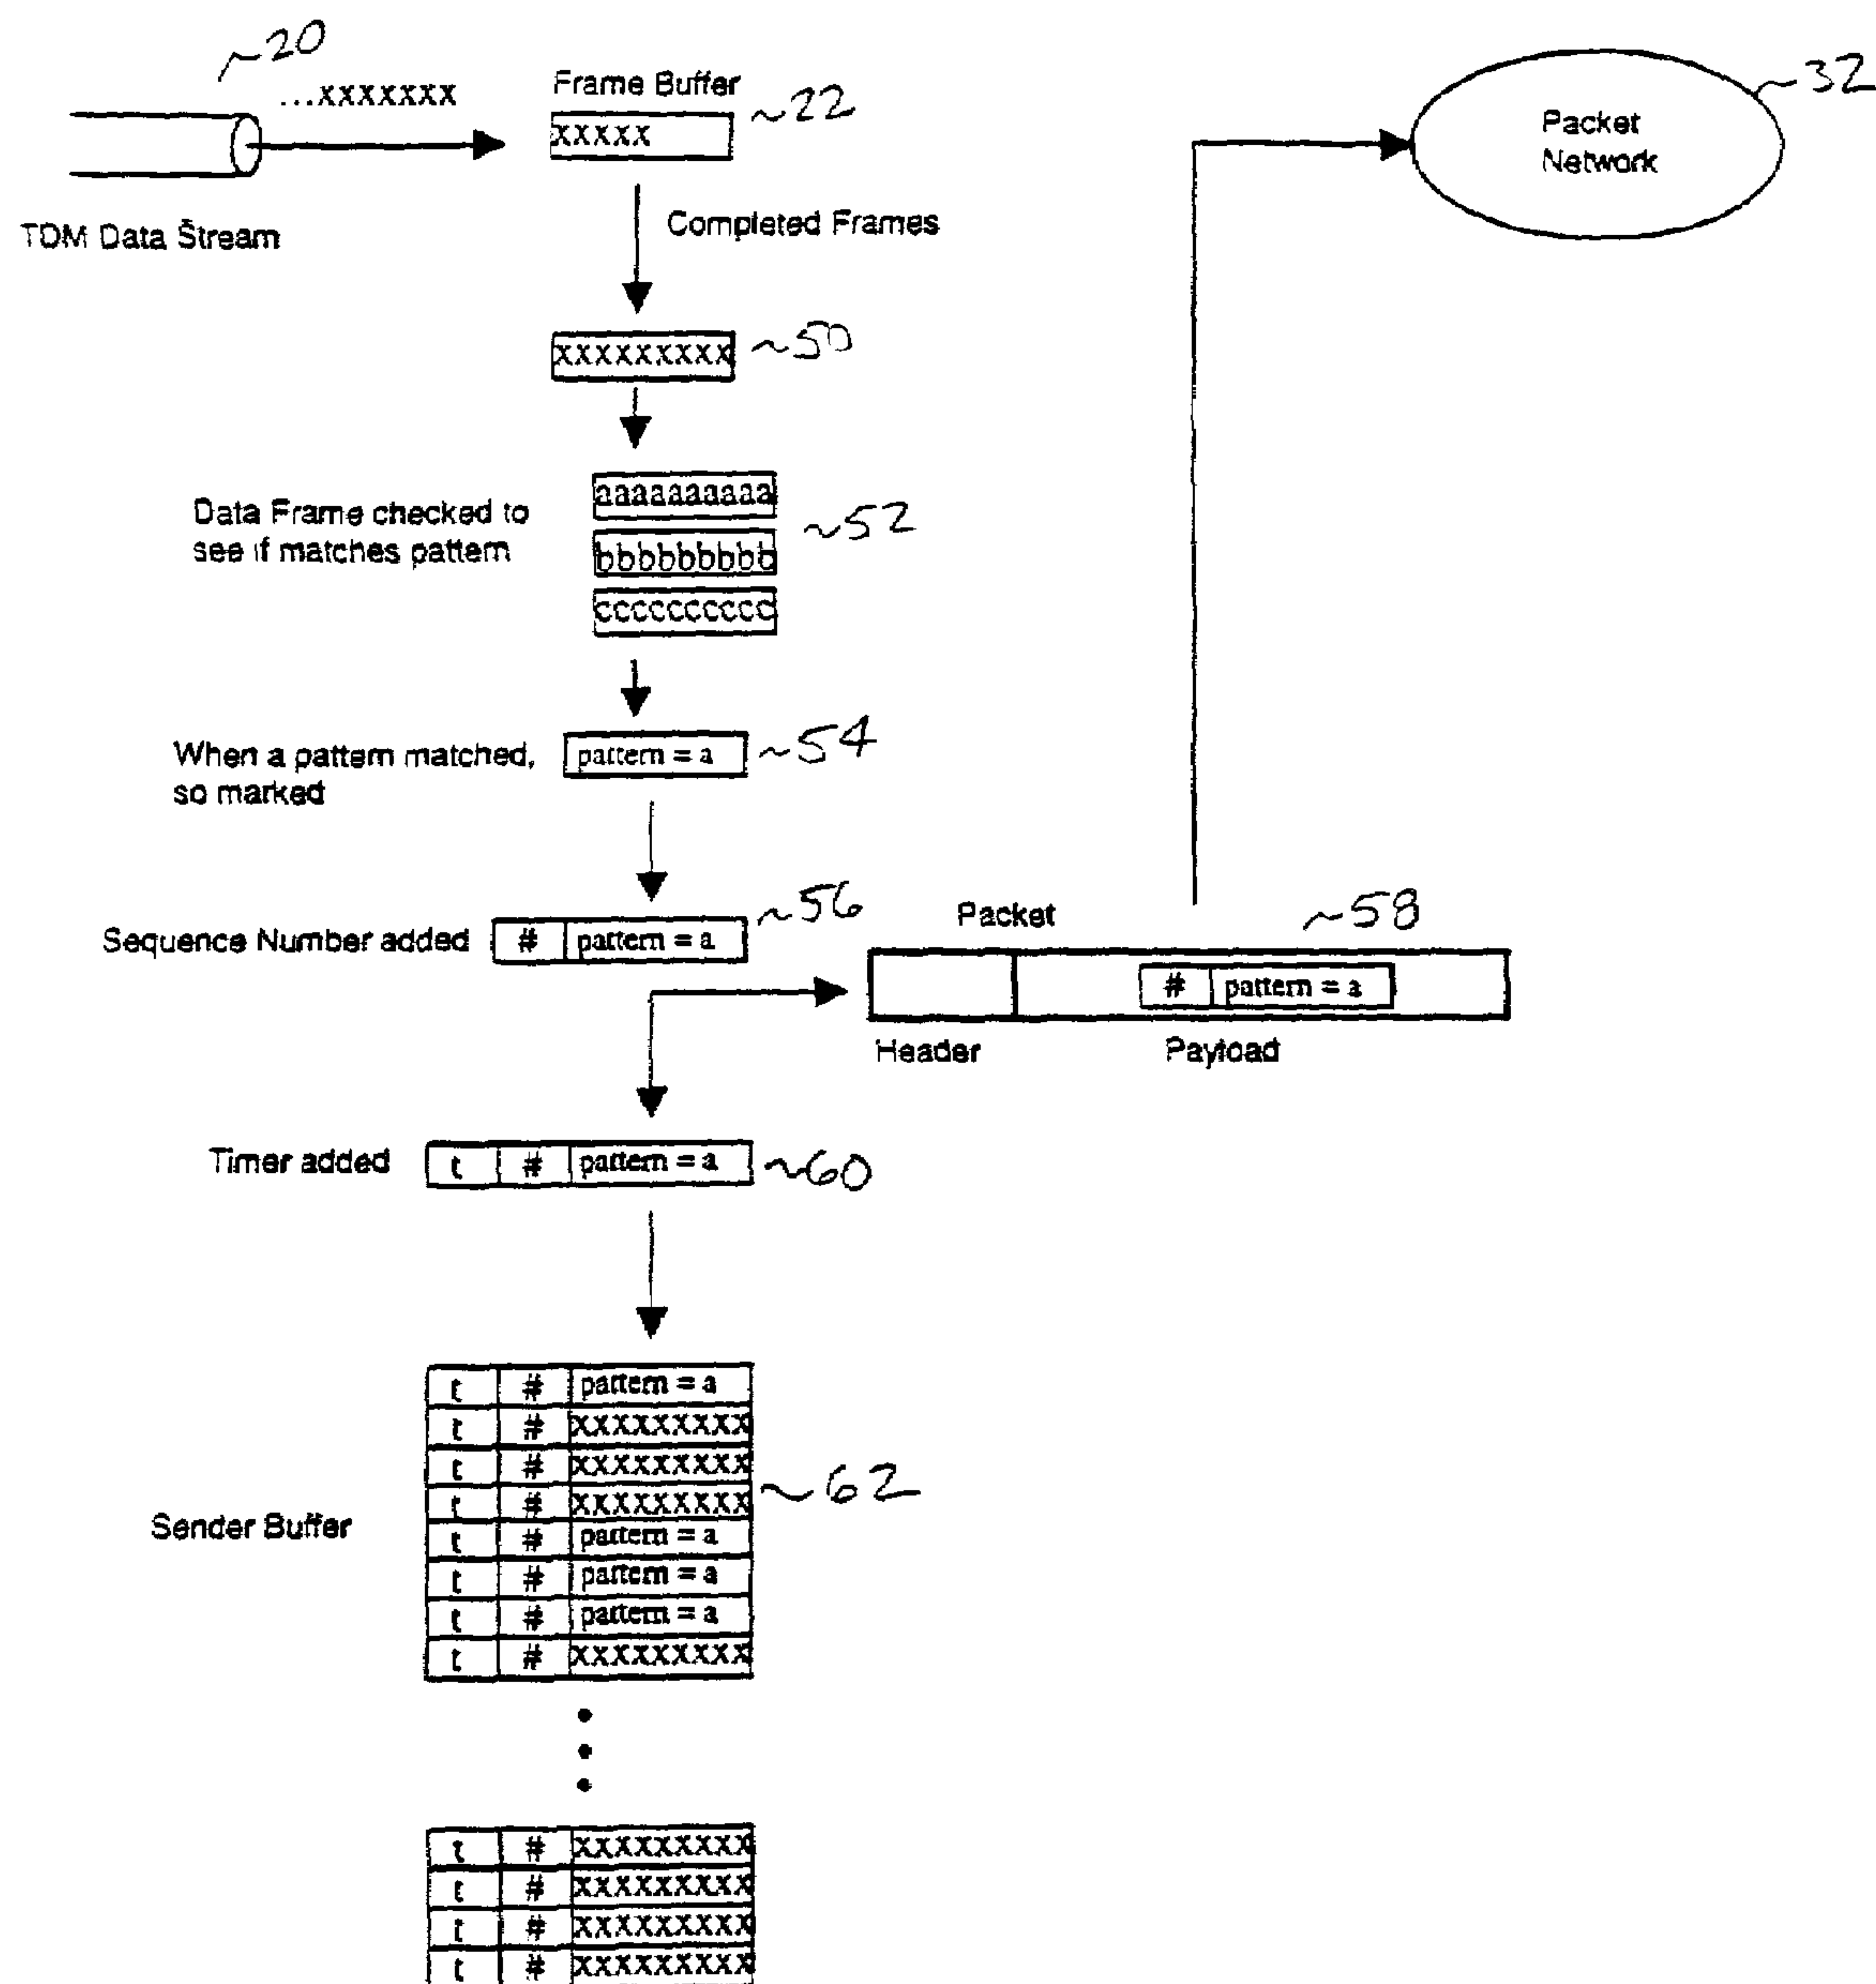 ~20
...xxxxxxx
Frame Buffer
~22
xxxxx
~32
Packet
Network
TDM Data Stream
Completed Frames
xxxxxxxxx
~50
Data Frame checked to
see if matches pattern
aaaaaaaaaa
bbbbbbbbb
cccccccccc
~52
When a pattern matched,
so marked
pattern = a
~54
Sequence Number added
# pattern = a
~56
Packet
~58
# pattern = a
Header
Payload
Timer added
t # pattern = a
~60
t # pattern = a
t # xxxxxxxxx
t # xxxxxxxxx
t # xxxxxxxxx
t # pattern = a
t # pattern = a
t # pattern = a
t # xxxxxxxxx
~62
Sender Buffer
t # xxxxxxxxx
t # xxxxxxxxx
t # xxxxxxxxx
t # xxxxxxxxx